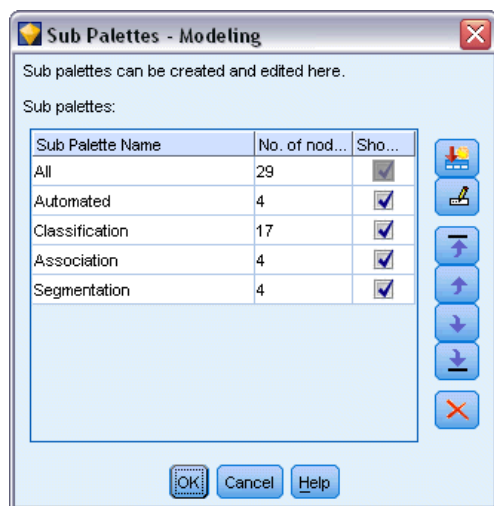 Sub Palettes - Modeling
Sub palettes can be created and edited here.
Sub palettes:
Sub Palette Name No. of nod... Sho...
All 29
Automated 4
Classification 17
Association 4
Segmentation 4
OK Cancel Help